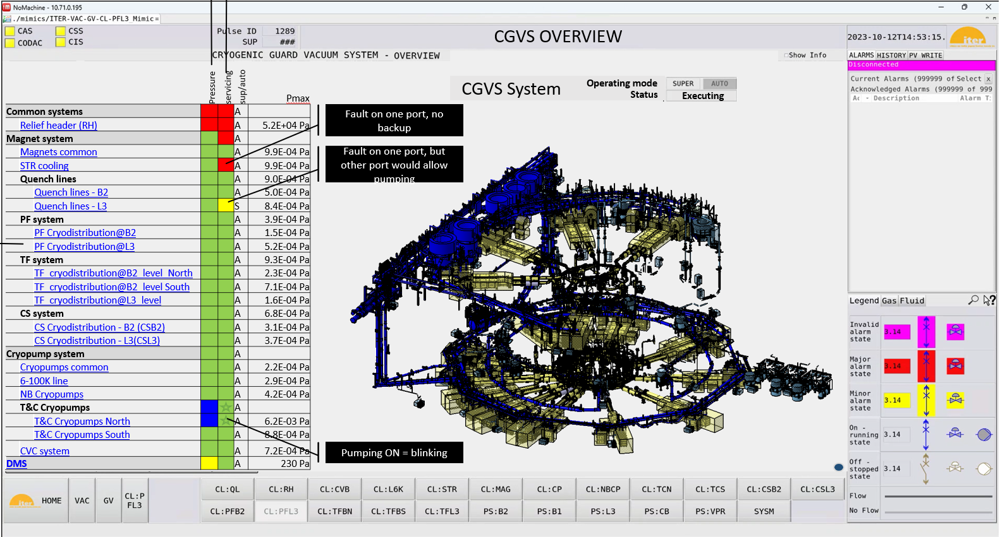 NoMachine - 10.71.0.195
./mimics/ITER-VAC-GV-CL-PFL3_Mimic
CAS CSS
CODAC CIS
Pulse ID 1289
SUP ###
CGVS OVERVIEW
2023-10-12T14:53:15.
iter
CRYOGENIC GUARD VACUUM SYSTEM - OVERVIEW
Show Info
ALARMS HISTORY PV WRITE
Disconnected
Current Alarms (999999 of Select x
Acknowledged Alarms (999999 of 999
Ac - Description Alarm T:
CGVS System
Operating mode SUPER AUTO
Status Executing
Pressure
servicing
sup/auto
Pmax
Common systems A
Relief header (RH) A 5.2E+04 Pa
Magnet system A
Magnets common A 9.9E-04 Pa
STR cooling A 9.9E-04 Pa
Quench lines A 9.0E-04 Pa
Quench lines - B2 A 5.0E-04 Pa
Quench lines - L3 S 8.4E-04 Pa
PF system A 3.9E-04 Pa
PF Cryodistribution@B2 A 1.5E-04 Pa
PF Cryodistribution@L3 A 5.2E-04 Pa
TF system A 9.3E-04 Pa
TF cryodistribution@B2 level North A 2.3E-04 Pa
TF cryodistribution@B2 level South A 7.1E-04 Pa
TF cryodistribution@L3 level A 1.6E-04 Pa
CS system A 6.8E-04 Pa
CS Cryodistribution - B2 (CSB2) A 3.1E-04 Pa
CS Cryodistribution - L3(CSL3) A 3.7E-04 Pa
Cryopump system A
Cryopumps common A 2.2E-04 Pa
6-100K line A 2.9E-04 Pa
NB Cryopumps A 4.2E-04 Pa
T&C Cryopumps A
T&C Cryopumps North A 6.2E-03 Pa
T&C Cryopumps South A 8.8E-04 Pa
CVC system A 7.2E-04 Pa
DMS A 230 Pa
Fault on one port, no
backup
Fault on one port, but
other port would allow
pumping
Pumping ON = blinking
Legend Gas Fluid
Invalid
alarm
state
3.14
Major
alarm
state
3.14
Minor
alarm
state
3.14
On -
running
state
3.14
Off -
stopped
state
3.14
Flow
No Flow
iter HOME VAC GV CL:P
FL3
CL:QL CL:RH CL:CVB CL:L6K CL:STR CL:MAG CL:CP CL:NBCP CL:TCN CL:TCS CL:CSB2 CL:CSL3
CL:PFB2 CL:PFL3 CL:TFBN CL:TFBS CL:TFL3 PS:B2 PS:B1 PS:L3 PS:CB PS:VPR SYSM